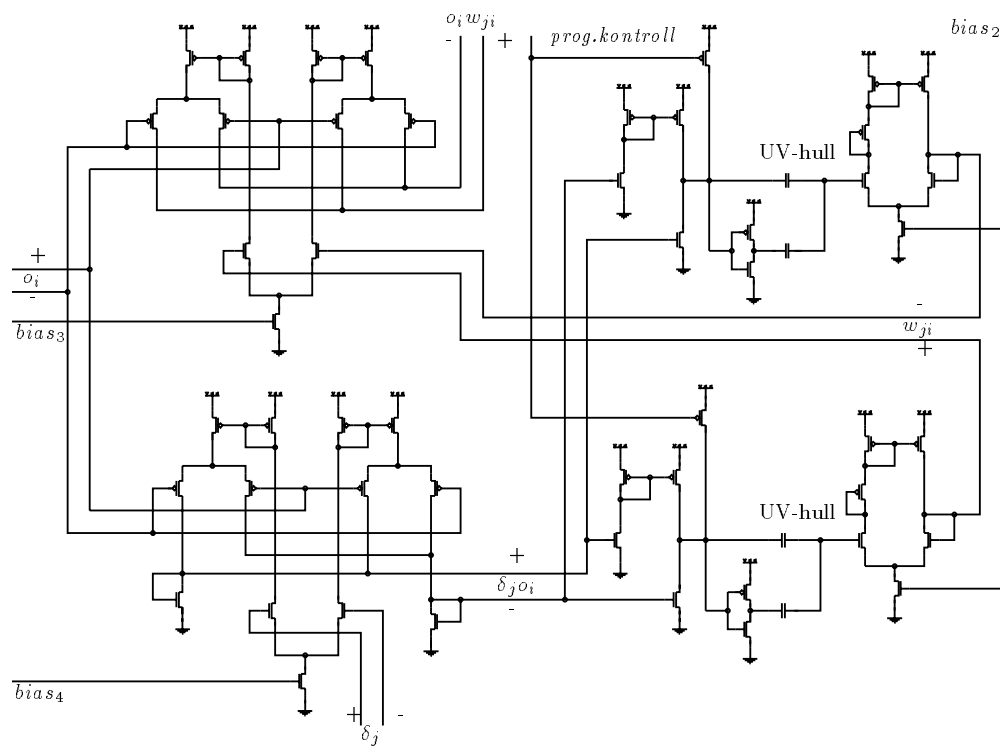 o_i w_ji
- +
prog.kontroll
bias_2
UV-hull
+
o_i
-
bias_3
-
w_ji
+
UV-hull
+
δ_j o_i
-
bias_4
+ -
δ_j